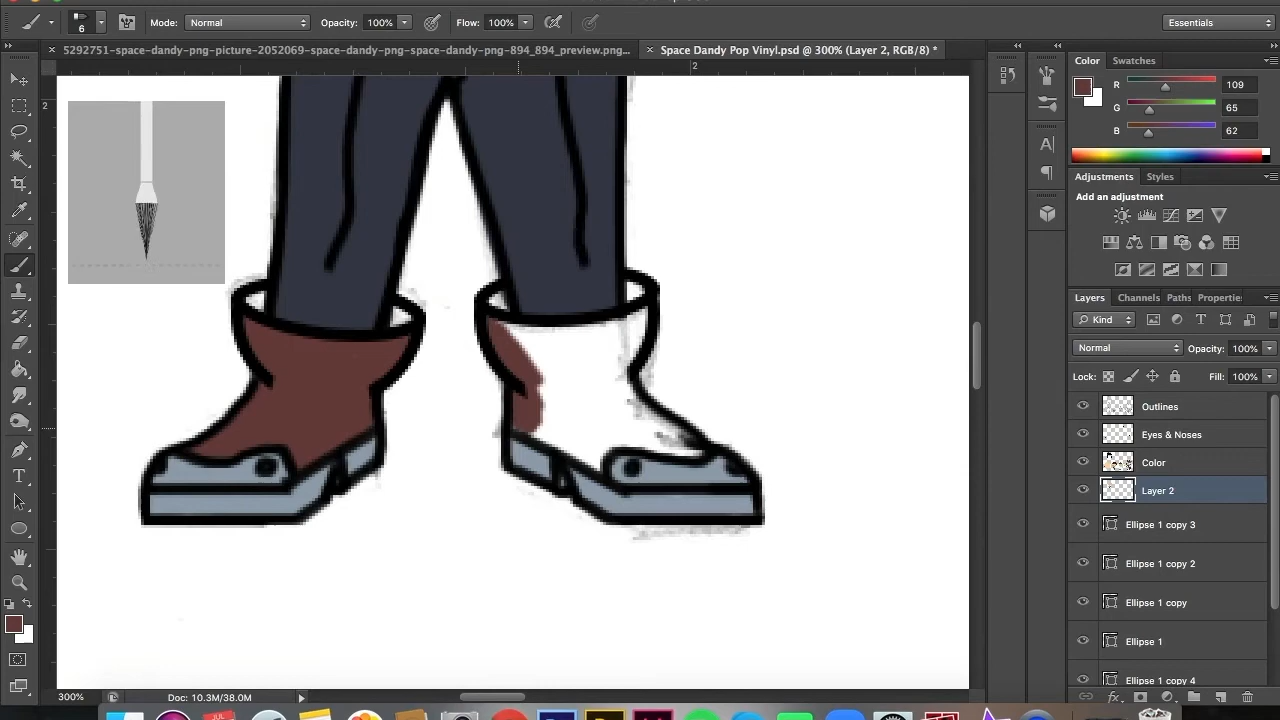 6
Mode: Normal
Opacity: 100%
Flow: 100%
Essentials
5292751-space-dandy-png-picture-2052069-space-dandy-png-space-dandy-png-894_894_preview.png...
Space Dandy Pop Vinyl.psd @ 300% (Layer 2, RGB/8) *
2
2
Color Swatches
R 109
G 65
B 62
Adjustments Styles
Add an adjustment
Layers Channels Paths Properties
Kind
Normal Opacity: 100%
Lock: Fill: 100%
Outlines
Eyes & Noses
Color
Layer 2
Ellipse 1 copy 2
Ellipse 1 copy
Ellipse 1
Ellipse 1 copy 4
300% Doc: 10.3M/38.0M
JUL